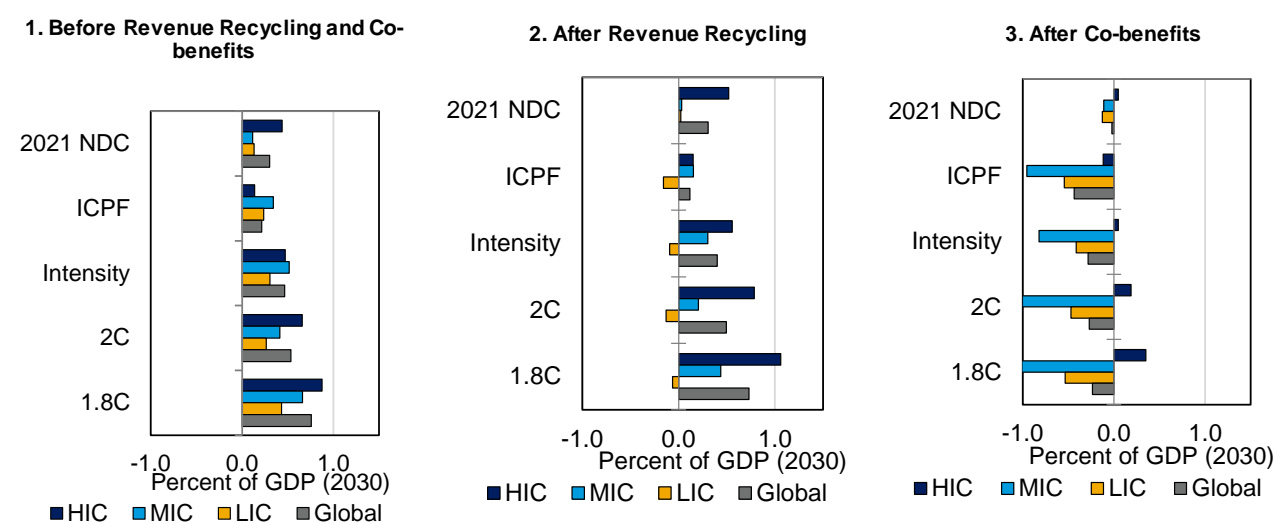 1. Before Revenue Recycling and Co-
benefits
2021 NDC
ICPF
Intensity
2C
1.8C
-1.0 0.0 1.0
Percent of GDP (2030)
HIC MIC LIC Global
2. After Revenue Recycling
2021 NDC
ICPF
Intensity
2C
1.8C
-1.0 0.0 1.0
Percent of GDP (2030)
HIC MIC LIC Global
3. After Co-benefits
2021 NDC
ICPF
Intensity
2C
1.8C
-1.0 0.0 1.0
Percent of GDP (2030)
HIC MIC LIC Global